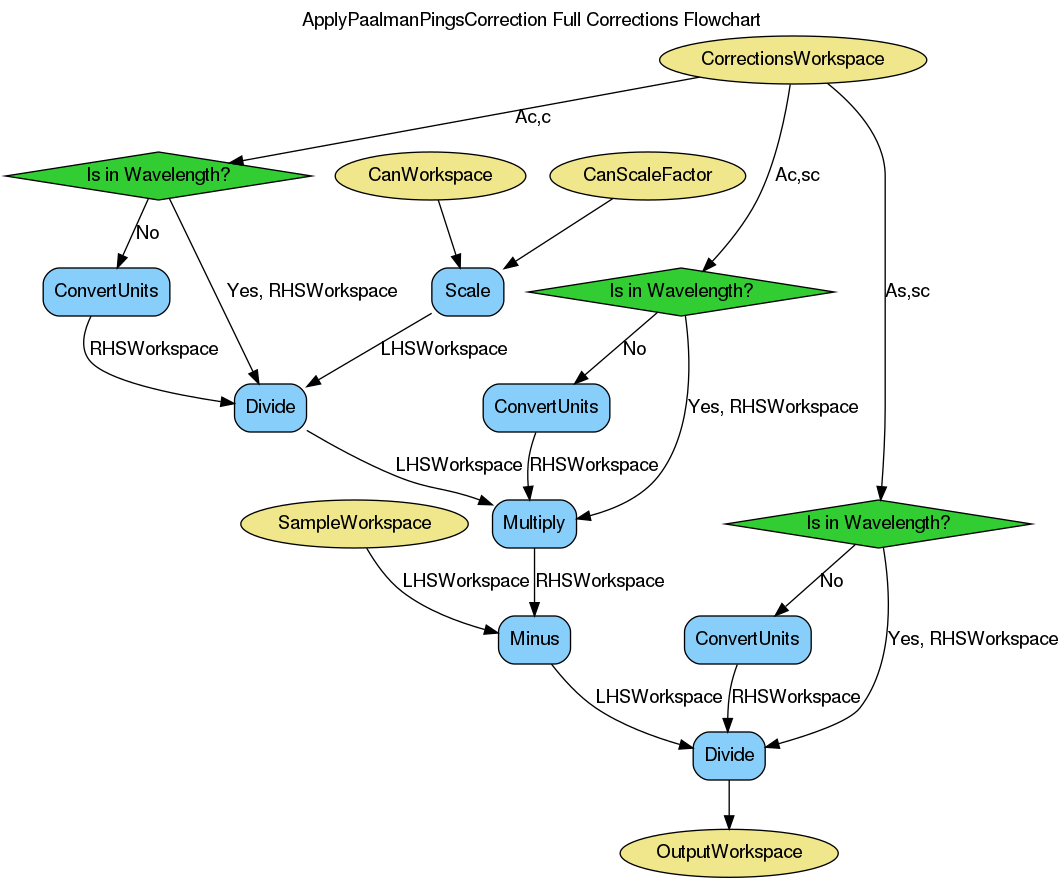 ApplyPaalmanPingsCorrection Full Corrections Flowchart
CorrectionsWorkspace
Ac,c
Is in Wavelength?
CanWorkspace
CanScaleFactor
Ac,sc
No
ConvertUnits
Yes, RHSWorkspace
Scale
Is in Wavelength?
As,sc
RHSWorkspace
LHSWorkspace
No
Divide
ConvertUnits
Yes, RHSWorkspace
LHSWorkspace
RHSWorkspace
SampleWorkspace
Multiply
Is in Wavelength?
LHSWorkspace
RHSWorkspace
No
Minus
ConvertUnits
Yes, RHSWorkspace
LHSWorkspace
RHSWorkspace
Divide
OutputWorkspace